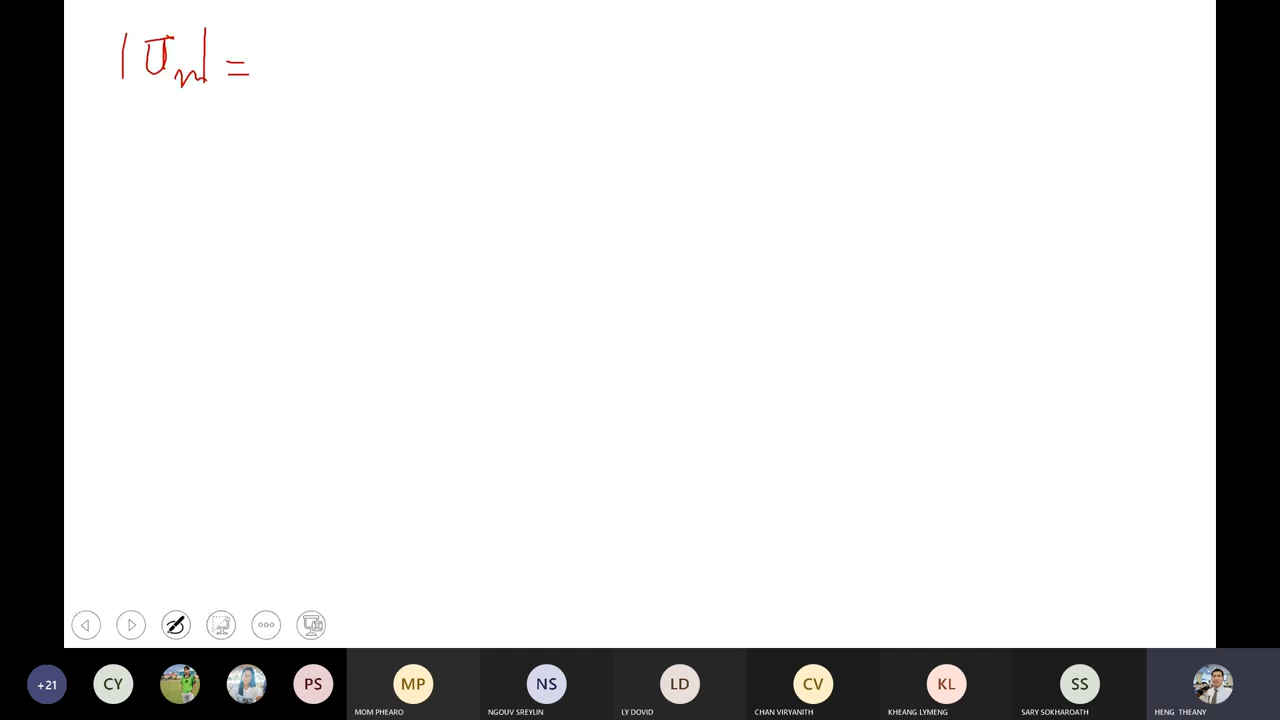 |U̅n| =
+21 CY PS MP NS LD CV KL SS
MOM PHEARO NGOUV SREYLIN LY DOVID CHAN VIRYANITH KHEANG LYMENG SARY SOKHAROATH HENG THEANY